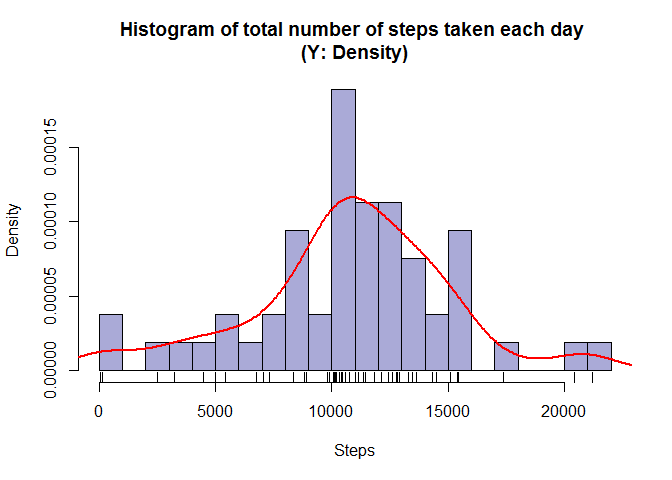 Histogram of total number of steps taken each day
(Y: Density)
Density
0.00015
0.00010
0.00005
0.00000
0 5000 10000 15000 20000
Steps